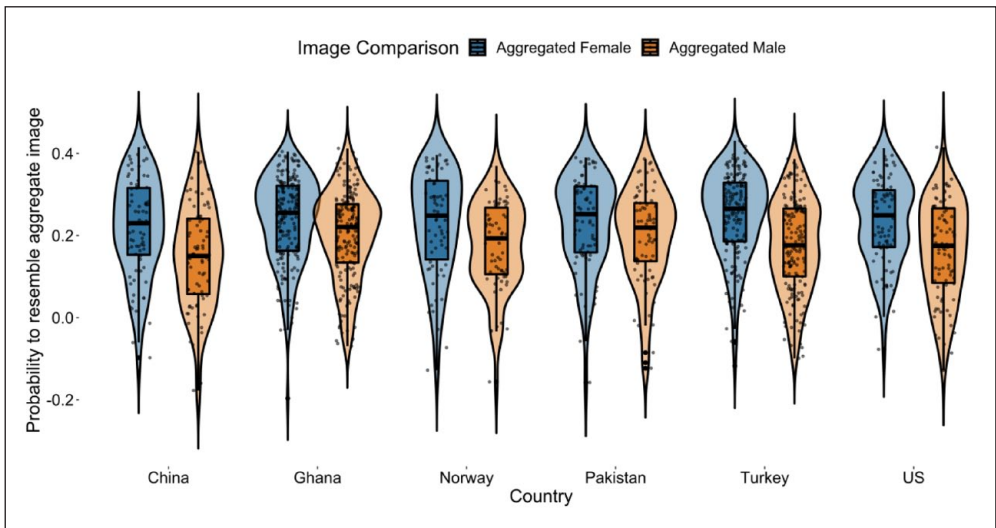 Image Comparison Aggregated Female Aggregated Male
Probability to resemble aggregate image
0.4
0.2
0.0
-0.2
China Ghana Norway Pakistan Turkey US
Country